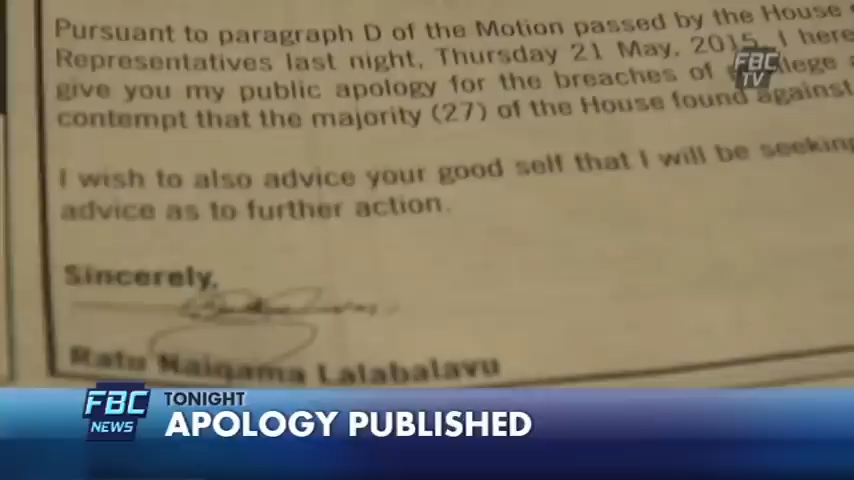 Pursuant to paragraph D of the Motion passed by the House
Representatives last night, Thursday 21 May, 2015, I here
give you my public apology for the breaches of
contempt that the majority (27) of the House found against
I wish to also advice your good self that I will be seeking
advice as to further action.
Sincerely,
Ratu Naiqama Lalabalavu
FBC
TV
FBC
NEWS
TONIGHT
APOLOGY PUBLISHED